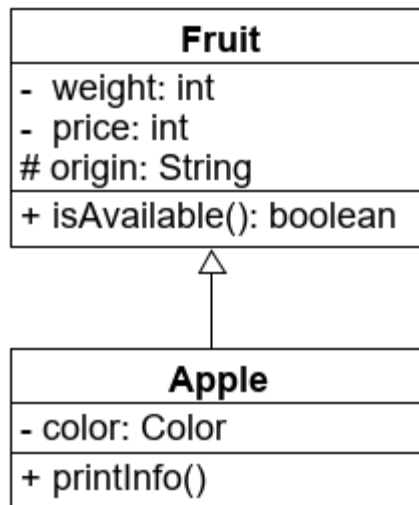 Fruit
- weight: int
- price: int
# origin: String
+ isAvailable(): boolean
Apple
- color: Color
+ printInfo()